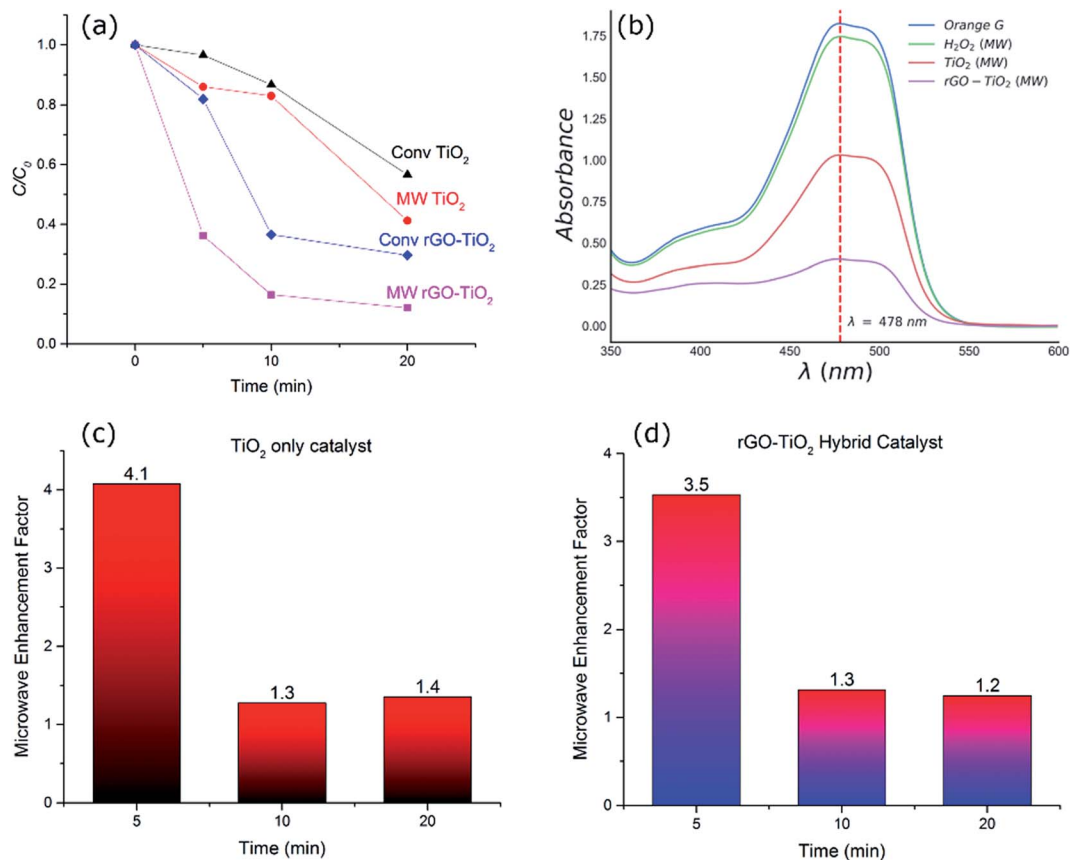 (a)
1.0
0.8
0.6
0.4
0.2
0.0
C/C₀
Conv TiO₂
MW TiO₂
Conv rGO-TiO₂
MW rGO-TiO₂
0
10
20
Time (min)
(b)
1.75
1.50
1.25
1.00
0.75
0.50
0.25
0.00
Absorbance
Orange G
H₂O₂ (MW)
TiO₂ (MW)
rGO − TiO₂ (MW)
λ = 478 nm
350
400
450
500
550
600
λ (nm)
(c)
TiO₂ only catalyst
4
3
2
1
0
Microwave Enhancement Factor
4.1
1.3
1.4
5
10
20
Time (min)
(d)
rGO-TiO₂ Hybrid Catalyst
4
3
2
1
0
Microwave Enhancement Factor
3.5
1.3
1.2
5
10
20
Time (min)